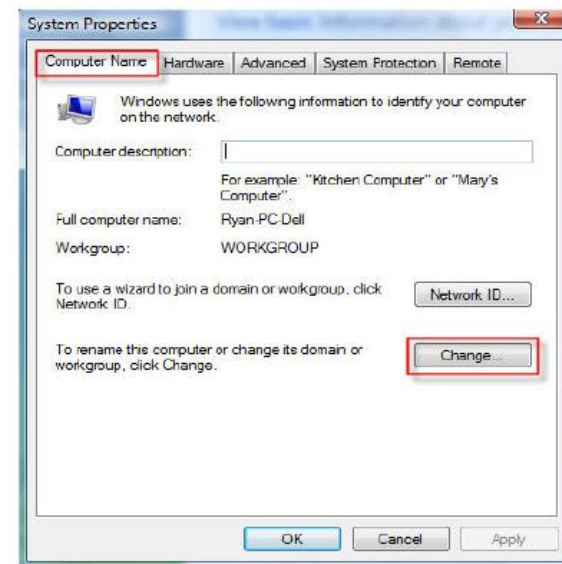 System Properties
Computer Name Hardware Advanced System Protection Remote
Windows uses the following information to identify your computer
on the network.
Computer description:
For example: "Kitchen Computer" or "Mary's
Computer".
Full computer name: Ryan-PC-Dell
Workgroup: WORKGROUP
To use a wizard to join a domain or workgroup, click
Network ID.
Network ID...
To rename this computer or change its domain or
workgroup, click Change.
Change...
OK Cancel Apply